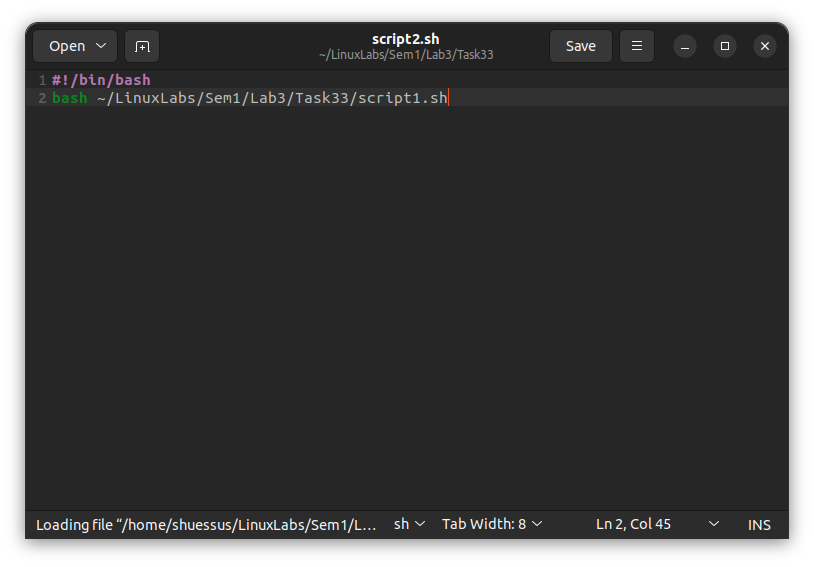 Open
script2.sh
~/LinuxLabs/Sem1/Lab3/Task33
Save
1 #!/bin/bash
2 bash ~/LinuxLabs/Sem1/Lab3/Task33/script1.sh
Loading file “/home/shuessus/LinuxLabs/Sem1/L… sh Tab Width: 8 Ln 2, Col 45 INS